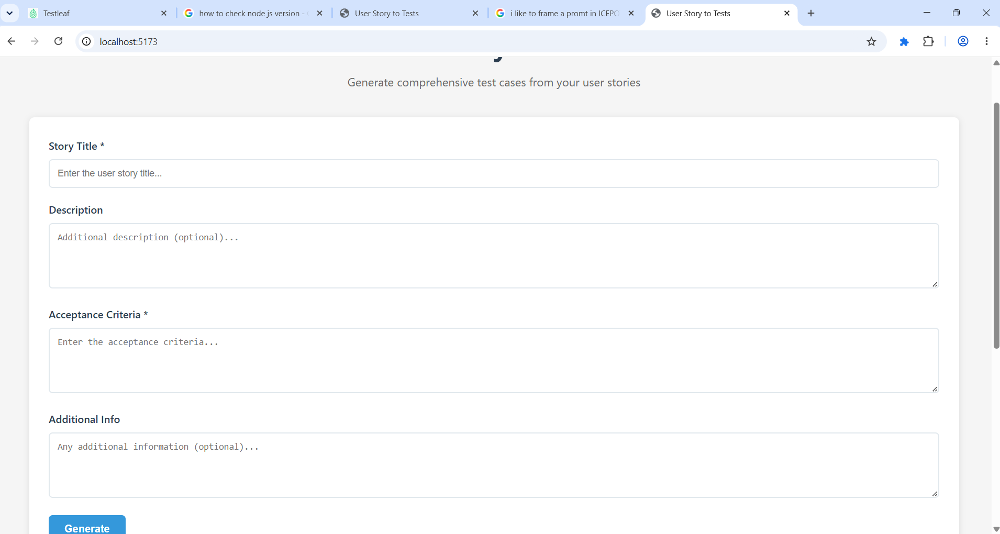 Testleaf
how to check node js version -
User Story to Tests
i like to frame a promt in ICEPO
User Story to Tests
localhost:5173
Generate comprehensive test cases from your user stories
Story Title *
Enter the user story title...
Description
Additional description (optional)...
Acceptance Criteria *
Enter the acceptance criteria...
Additional Info
Any additional information (optional)...
Generate